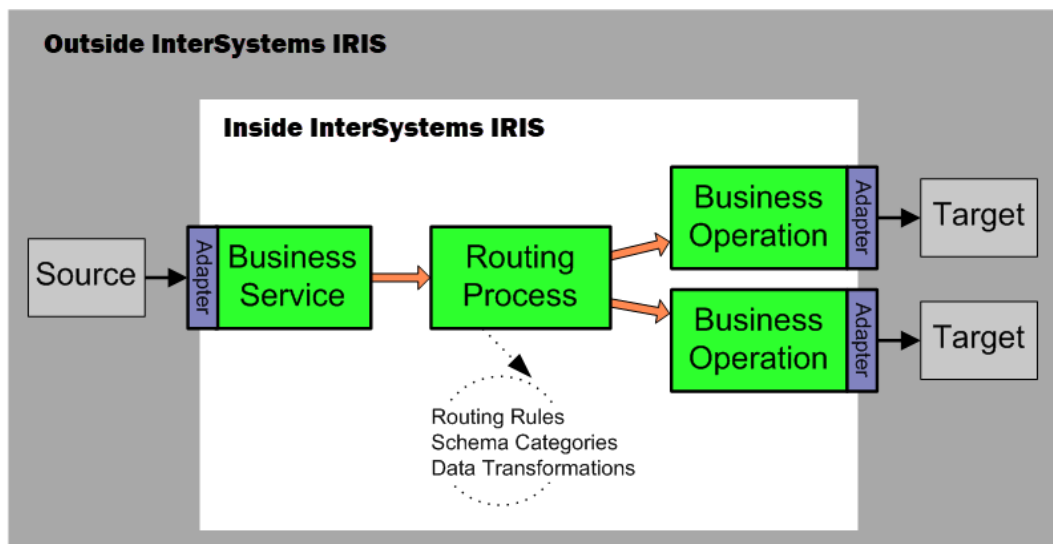 Outside InterSystems IRIS
Inside InterSystems IRIS
Source
Adapter
Business
Service
Routing
Process
Business
Operation
Adapter
Target
Business
Operation
Adapter
Target
Routing Rules
Schema Categories
Data Transformations